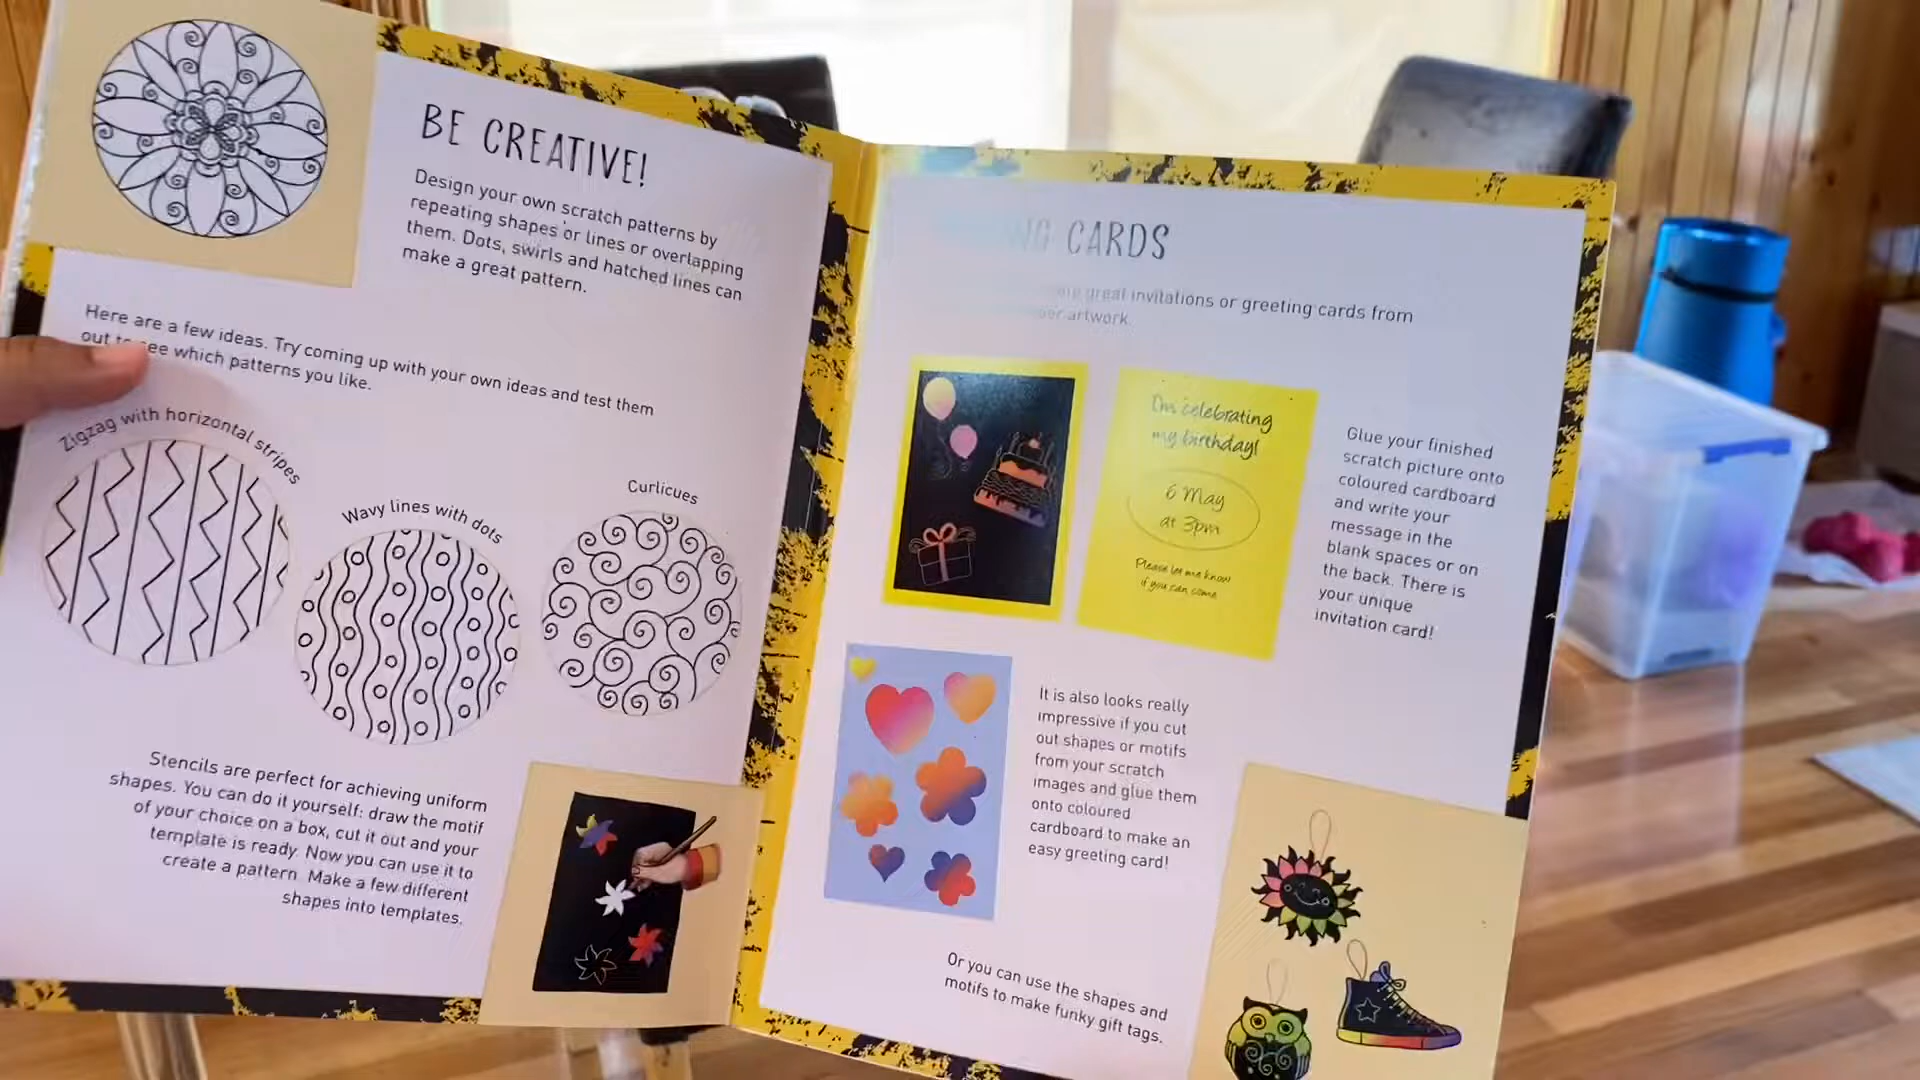 BE CREATIVE!
Design your own scratch patterns by
repeating shapes or lines or overlapping
them. Dots, swirls and hatched lines can
make a great pattern.
Here are a few ideas. Try coming up with your own ideas and test them
out to see which patterns you like.
Zigzag with horizontal stripes
Wavy lines with dots
Curlicues
Stencils are perfect for achieving uniform
shapes. You can do it yourself: draw the motif
of your choice on a box, cut it out and your
template is ready. Now you can use it to
create a pattern. Make a few different
shapes into templates.
CARDS
great invitations or greeting cards from
artwork.
I'm celebrating
my birthday!
6 May
at 3pm
Please let me know
if you can come
Glue your finished
scratch picture onto
coloured cardboard
and write your
message in the
blank spaces or on
the back. There is
your unique
invitation card!
It is also looks really
impressive if you cut
out shapes or motifs
from your scratch
images and glue them
onto coloured
cardboard to make an
easy greeting card!
Or you can use the shapes and
motifs to make funky gift tags.